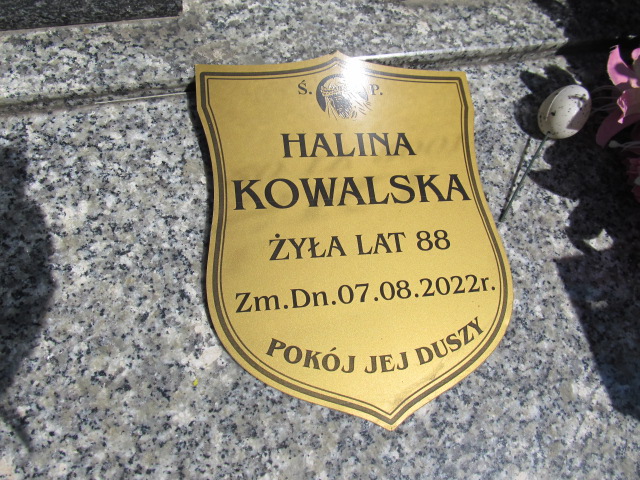 Ś. P.
HALINA
KOWALSKA
ŻYŁA LAT 88
Zm.Dn.07.08.2022r.
POKÓJ JEJ DUSZY